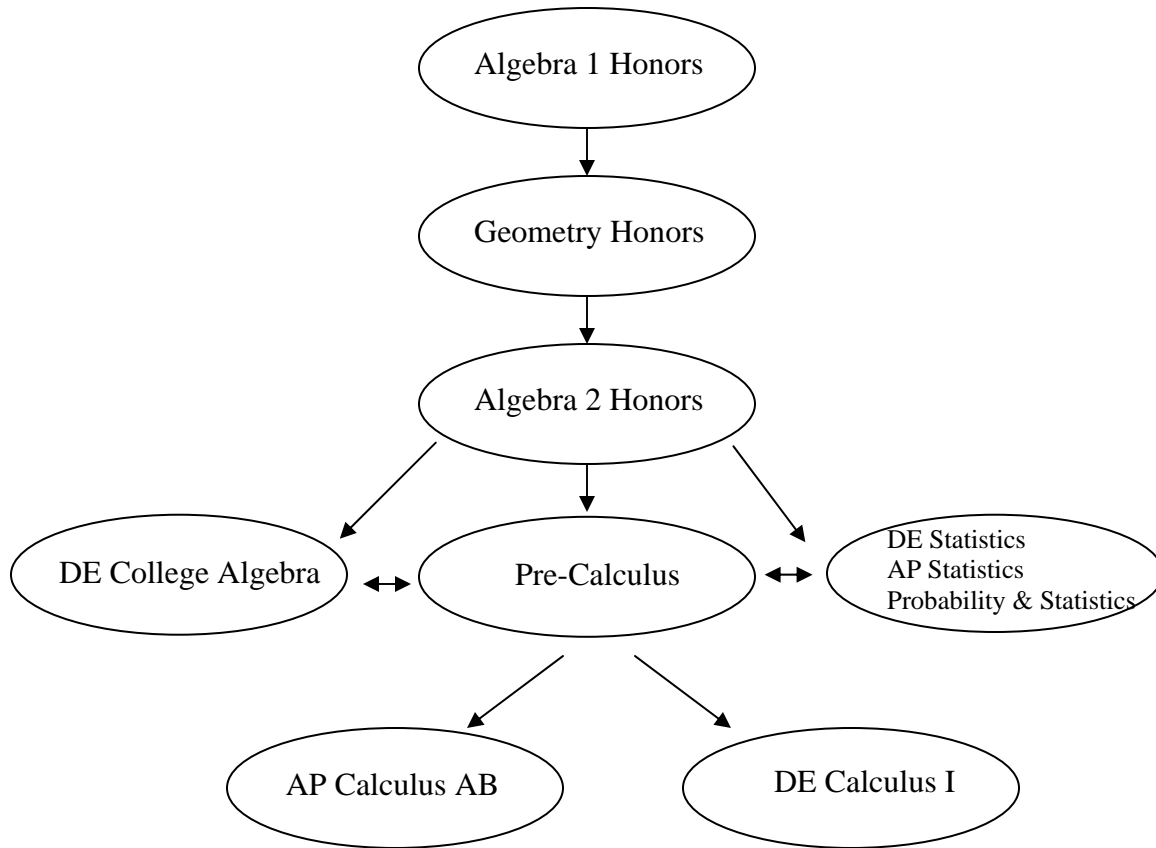 Algebra 1 Honors
Geometry Honors
Algebra 2 Honors
DE College Algebra
Pre-Calculus
DE Statistics
AP Statistics
Probability & Statistics
AP Calculus AB
DE Calculus I